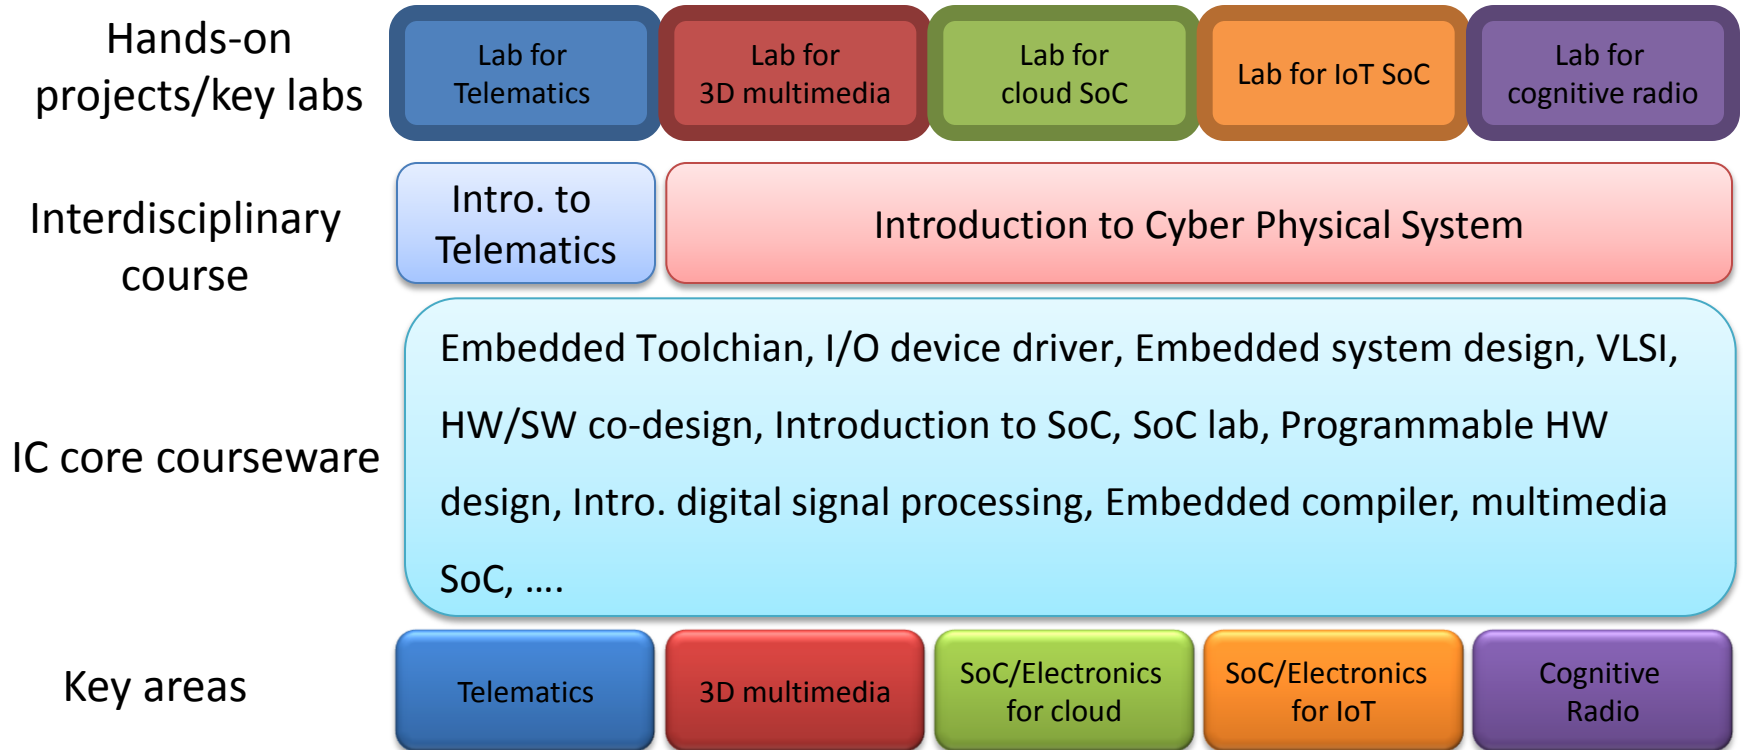 Hands-on
projects/key labs
Lab for
Telematics
Lab for
3D multimedia
Lab for
cloud SoC
Lab for IoT SoC
Lab for
cognitive radio
Interdisciplinary
course
Intro. to
Telematics
Introduction to Cyber Physical System
IC core courseware
Embedded Toolchian, I/O device driver, Embedded system design, VLSI,
HW/SW co-design, Introduction to SoC, SoC lab, Programmable HW
design, Intro. digital signal processing, Embedded compiler, multimedia
SoC, ....
Key areas
Telematics
3D multimedia
SoC/Electronics
for cloud
SoC/Electronics
for IoT
Cognitive
Radio